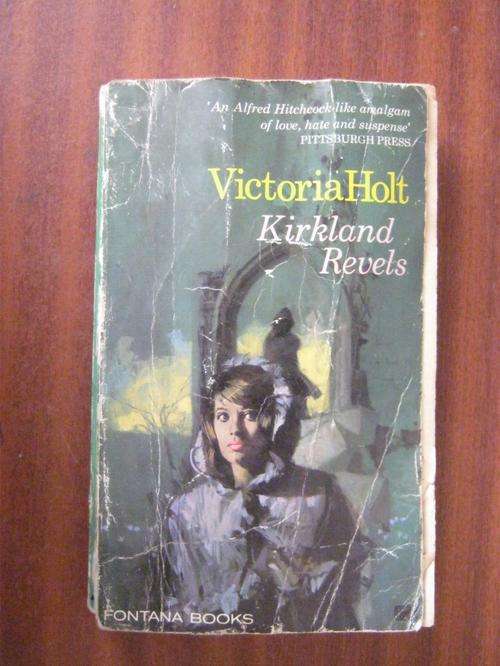 'An Alfred Hitchcock-like amalgam
of love, hate and suspense'
PITTSBURGH PRESS
Victoria Holt
Kirkland
Revels
FONTANA BOOKS